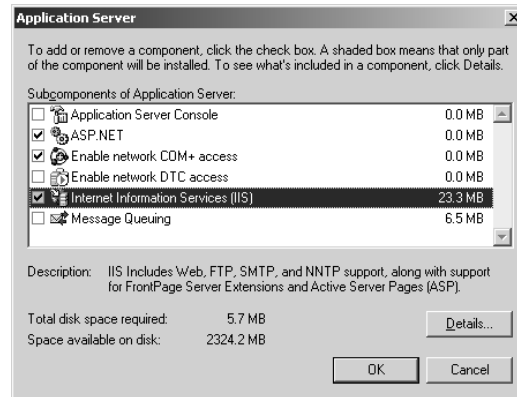 Application Server
To add or remove a component, click the check box. A shaded box means that only part
of the component will be installed. To see what's included in a component, click Details.
Subcomponents of Application Server:
Application Server Console 0.0 MB
ASP.NET 0.0 MB
Enable network COM+ access 0.0 MB
Enable network DTC access 0.0 MB
Internet Information Services (IIS) 23.3 MB
Message Queuing 6.5 MB
Description: IIS Includes Web, FTP, SMTP, and NNTP support, along with support
for FrontPage Server Extensions and Active Server Pages (ASP).
Total disk space required: 5.7 MB
Details...
Space available on disk: 2324.2 MB
OK Cancel